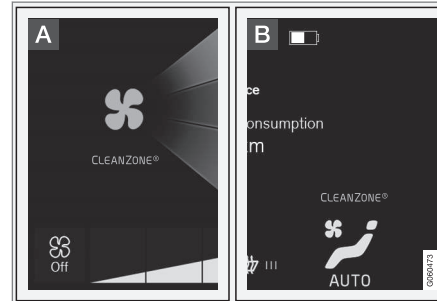 A
CLEANZONE®
Off
B
ce
onsumption
m
CLEANZONE®
AUTO
G060473